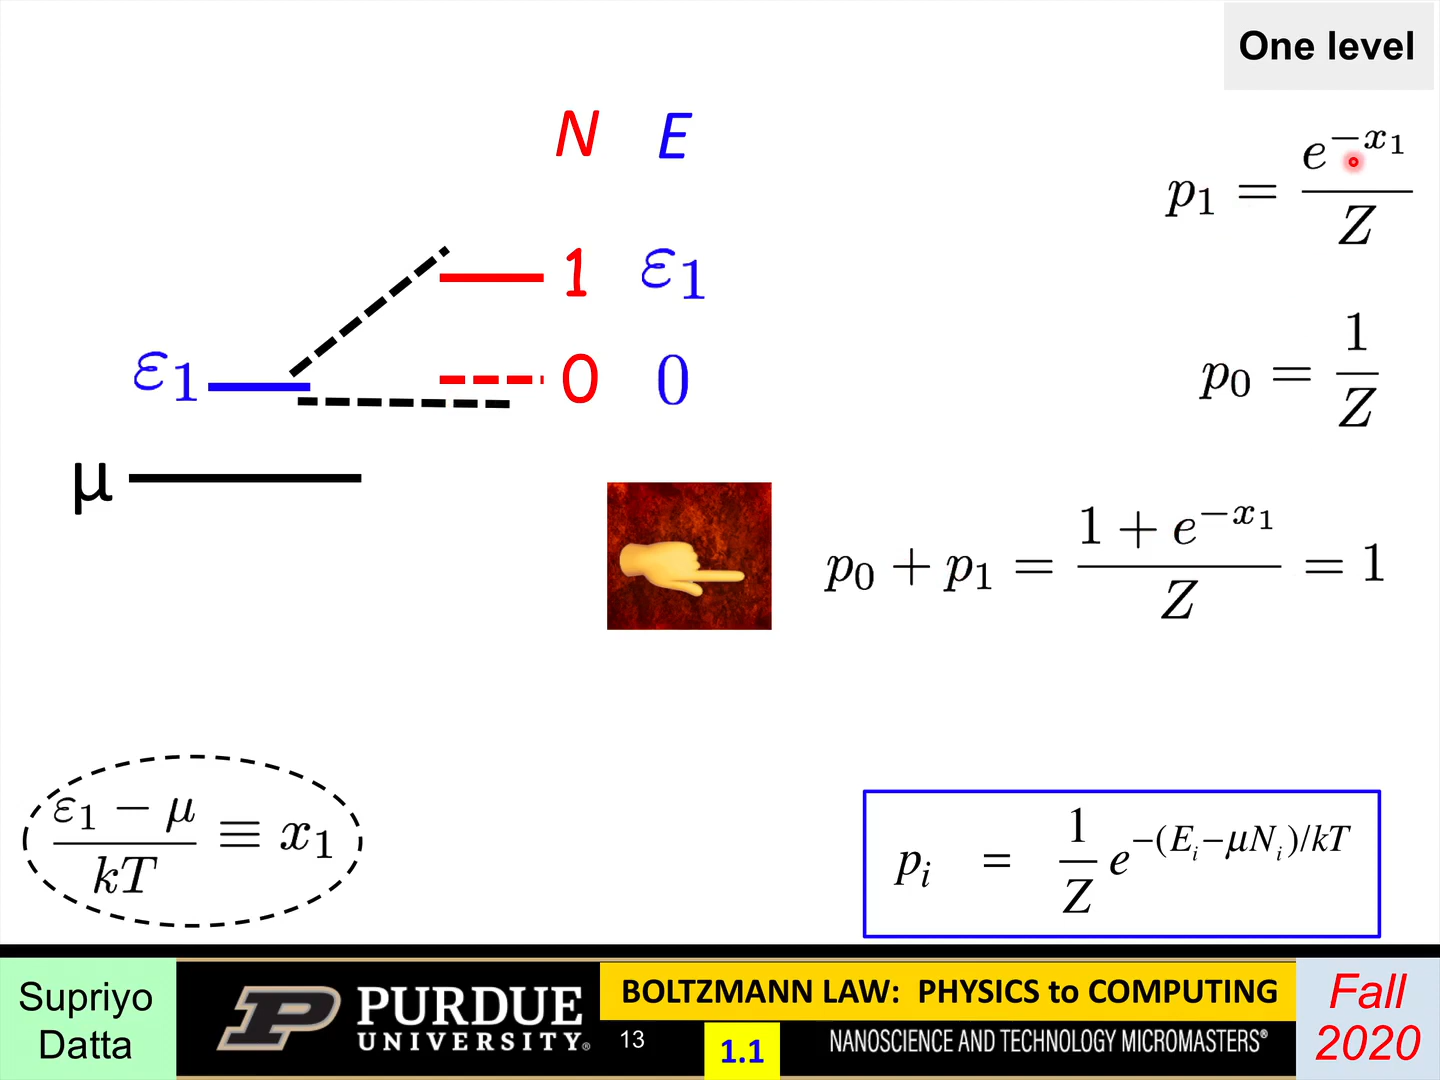 One level
N E
1 ε₁
0 0
ε₁
μ
p₁ = e^{−x₁} / Z
p₀ = 1 / Z
p₀ + p₁ = (1 + e^{−x₁}) / Z = 1
(ε₁ − μ) / kT ≡ x₁
pᵢ = (1 / Z) e^{−(Eᵢ−μNᵢ)/kT}
Supriyo
Datta
P PURDUE
UNIVERSITY®
13
BOLTZMANN LAW: PHYSICS to COMPUTING
1.1
NANOSCIENCE AND TECHNOLOGY MICROMASTERS®
Fall
2020